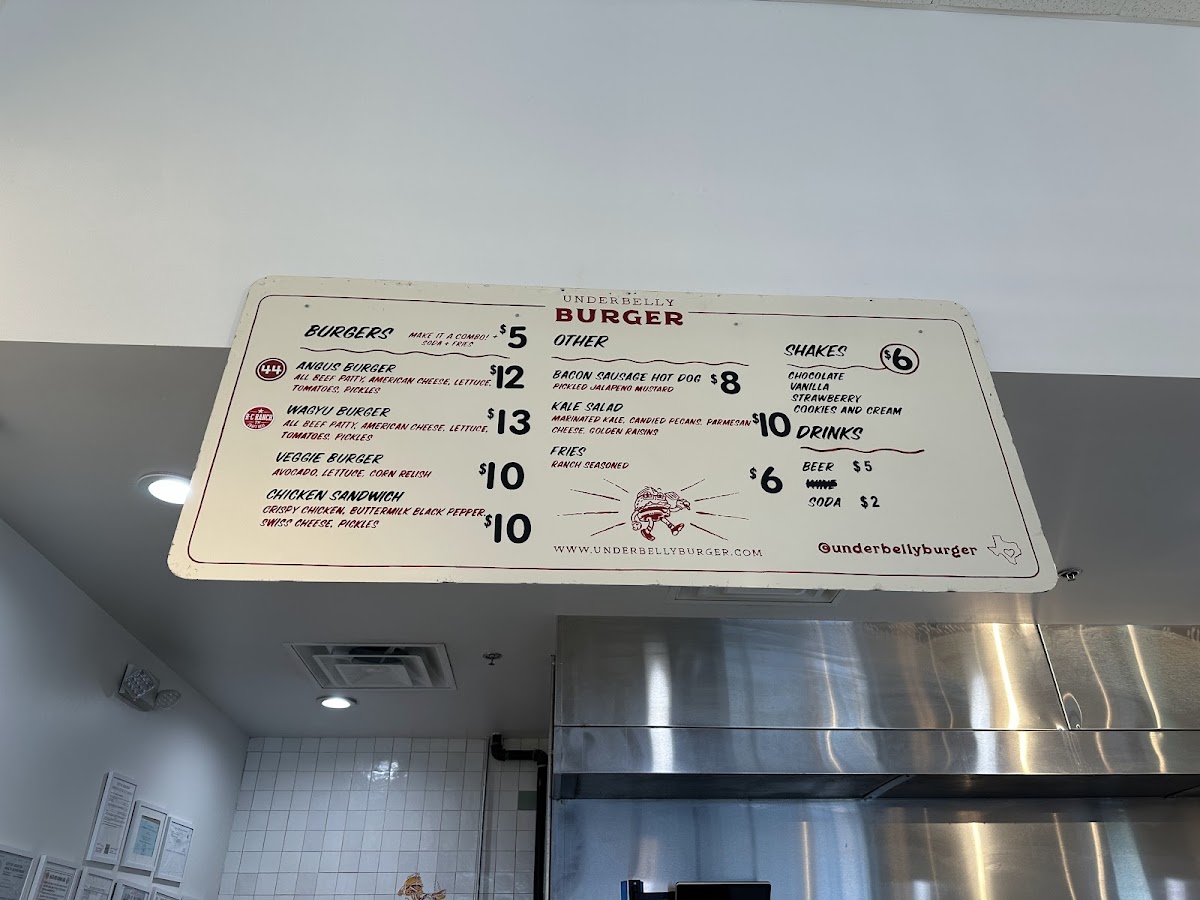 UNDERBELLY
BURGER
BURGERS
MAKE IT A COMBO! + $5
SODA + FRIES
44
ANGUS BURGER $12
ALL BEEF PATTY, AMERICAN CHEESE, LETTUCE,
TOMATOES, PICKLES
R-C RANCH
WAGYU BURGER $13
ALL BEEF PATTY, AMERICAN CHEESE, LETTUCE,
TOMATOES, PICKLES
VEGGIE BURGER $10
AVOCADO, LETTUCE, CORN RELISH
CHICKEN SANDWICH $10
CRISPY CHICKEN, BUTTERMILK BLACK PEPPER,
SWISS CHEESE, PICKLES
OTHER
BACON SAUSAGE HOT DOG $8
PICKLED JALAPENO MUSTARD
KALE SALAD $10
MARINATED KALE, CANDIED PECANS, PARMESAN
CHEESE, GOLDEN RAISINS
FRIES $6
RANCH SEASONED
WWW.UNDERBELLYBURGER.COM
SHAKES $6
CHOCOLATE
VANILLA
STRAWBERRY
COOKIES AND CREAM
DRINKS
BEER $5
SODA $2
@underbellyburger